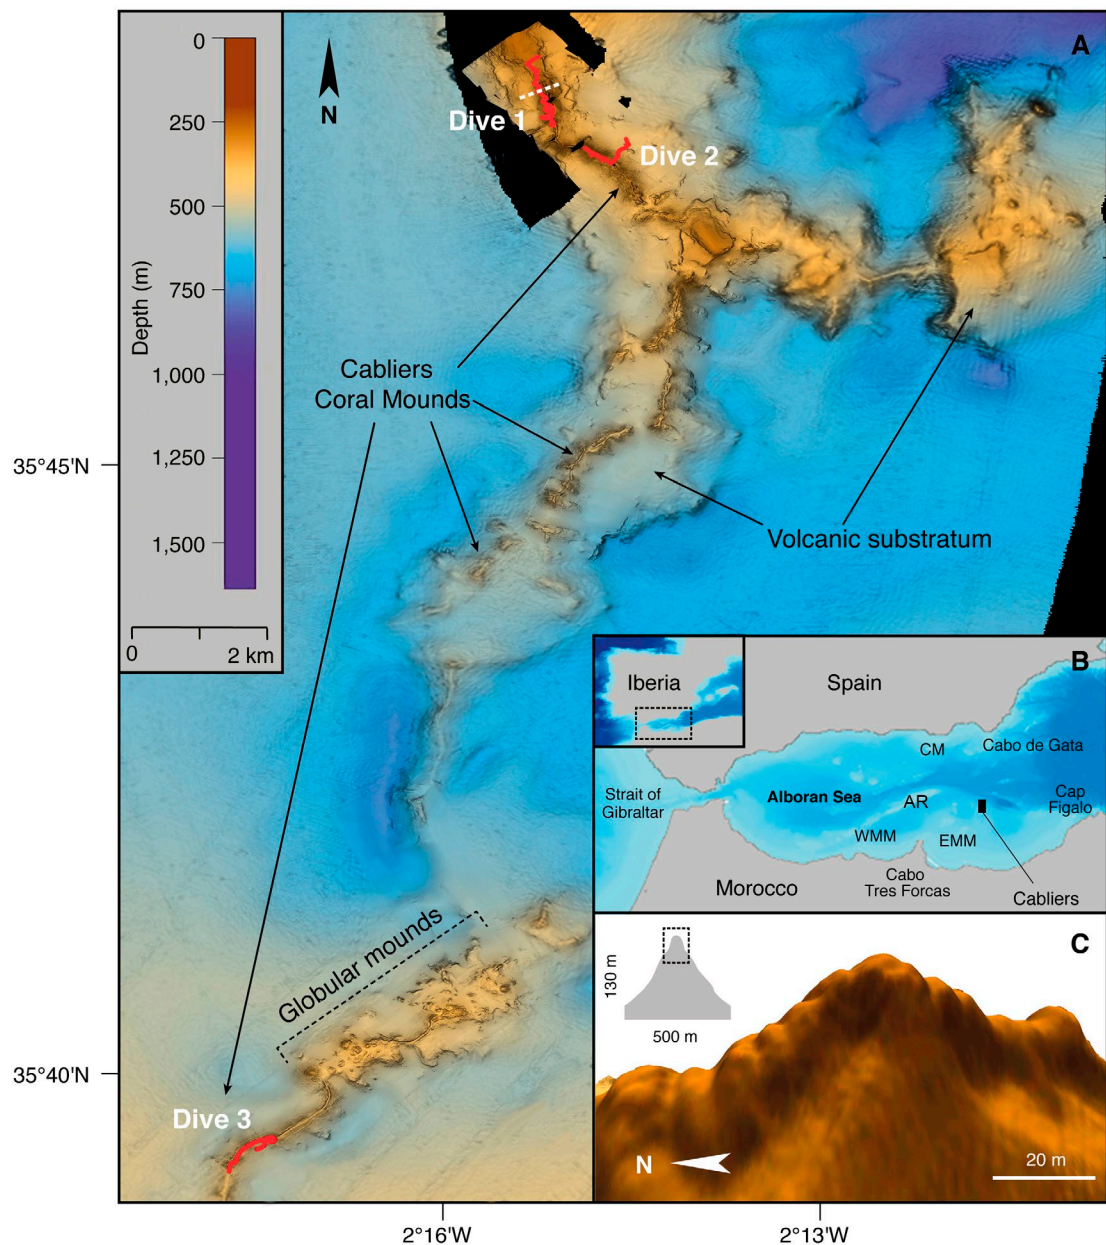 0
250
500
750
1,000
1,250
1,500
Depth (m)
0
2 km
N
A
Dive 1
Dive 2
Cabliers
Coral Mounds
Volcanic substratum
35°45'N
Globular mounds
35°40'N
Dive 3
2°16'W
2°13'W
B
Iberia
Spain
CM
Cabo de Gata
Strait of
Gibraltar
Alboran Sea
AR
Cap
Figalo
WMM
EMM
Cabo
Tres Forcas
Morocco
Cabliers
C
130 m
500 m
N
20 m